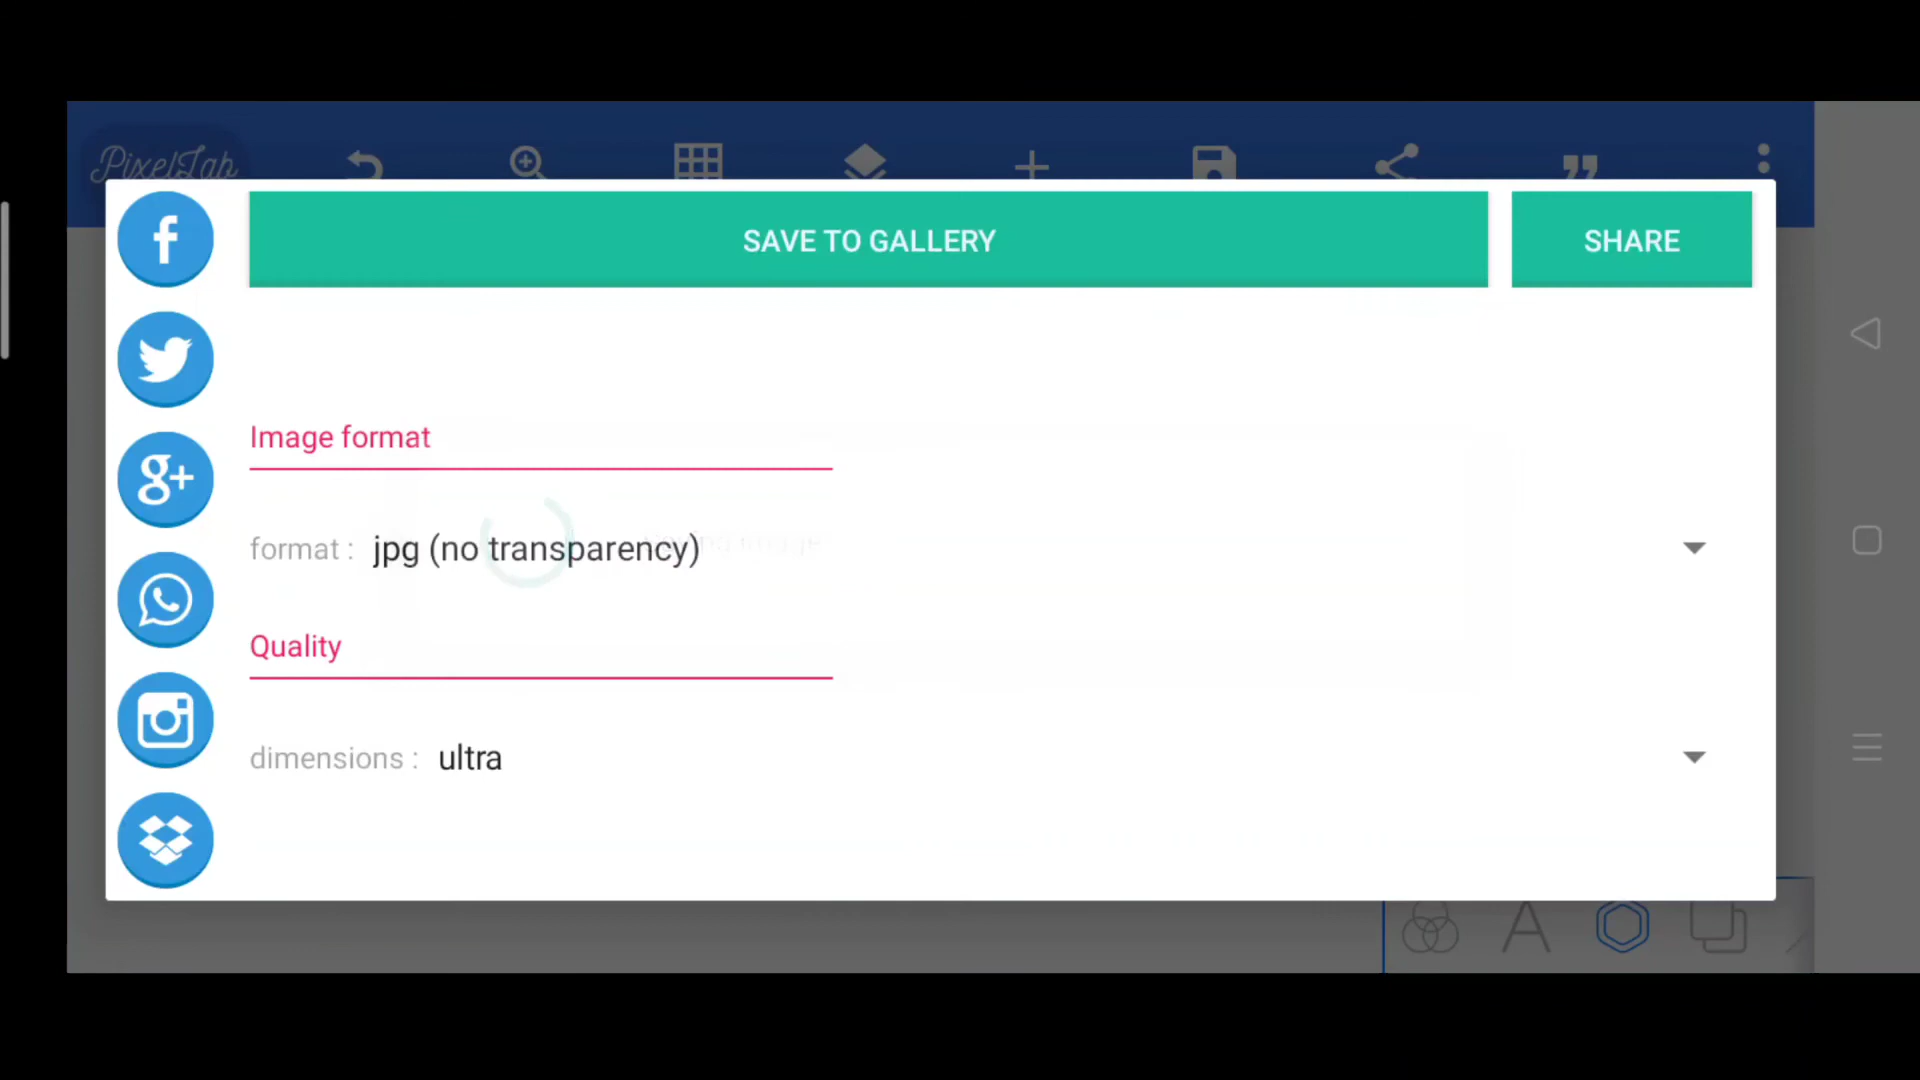 PixelLab
SAVE TO GALLERY
SHARE
Image format
format : jpg (no transparency)
Quality
dimensions : ultra